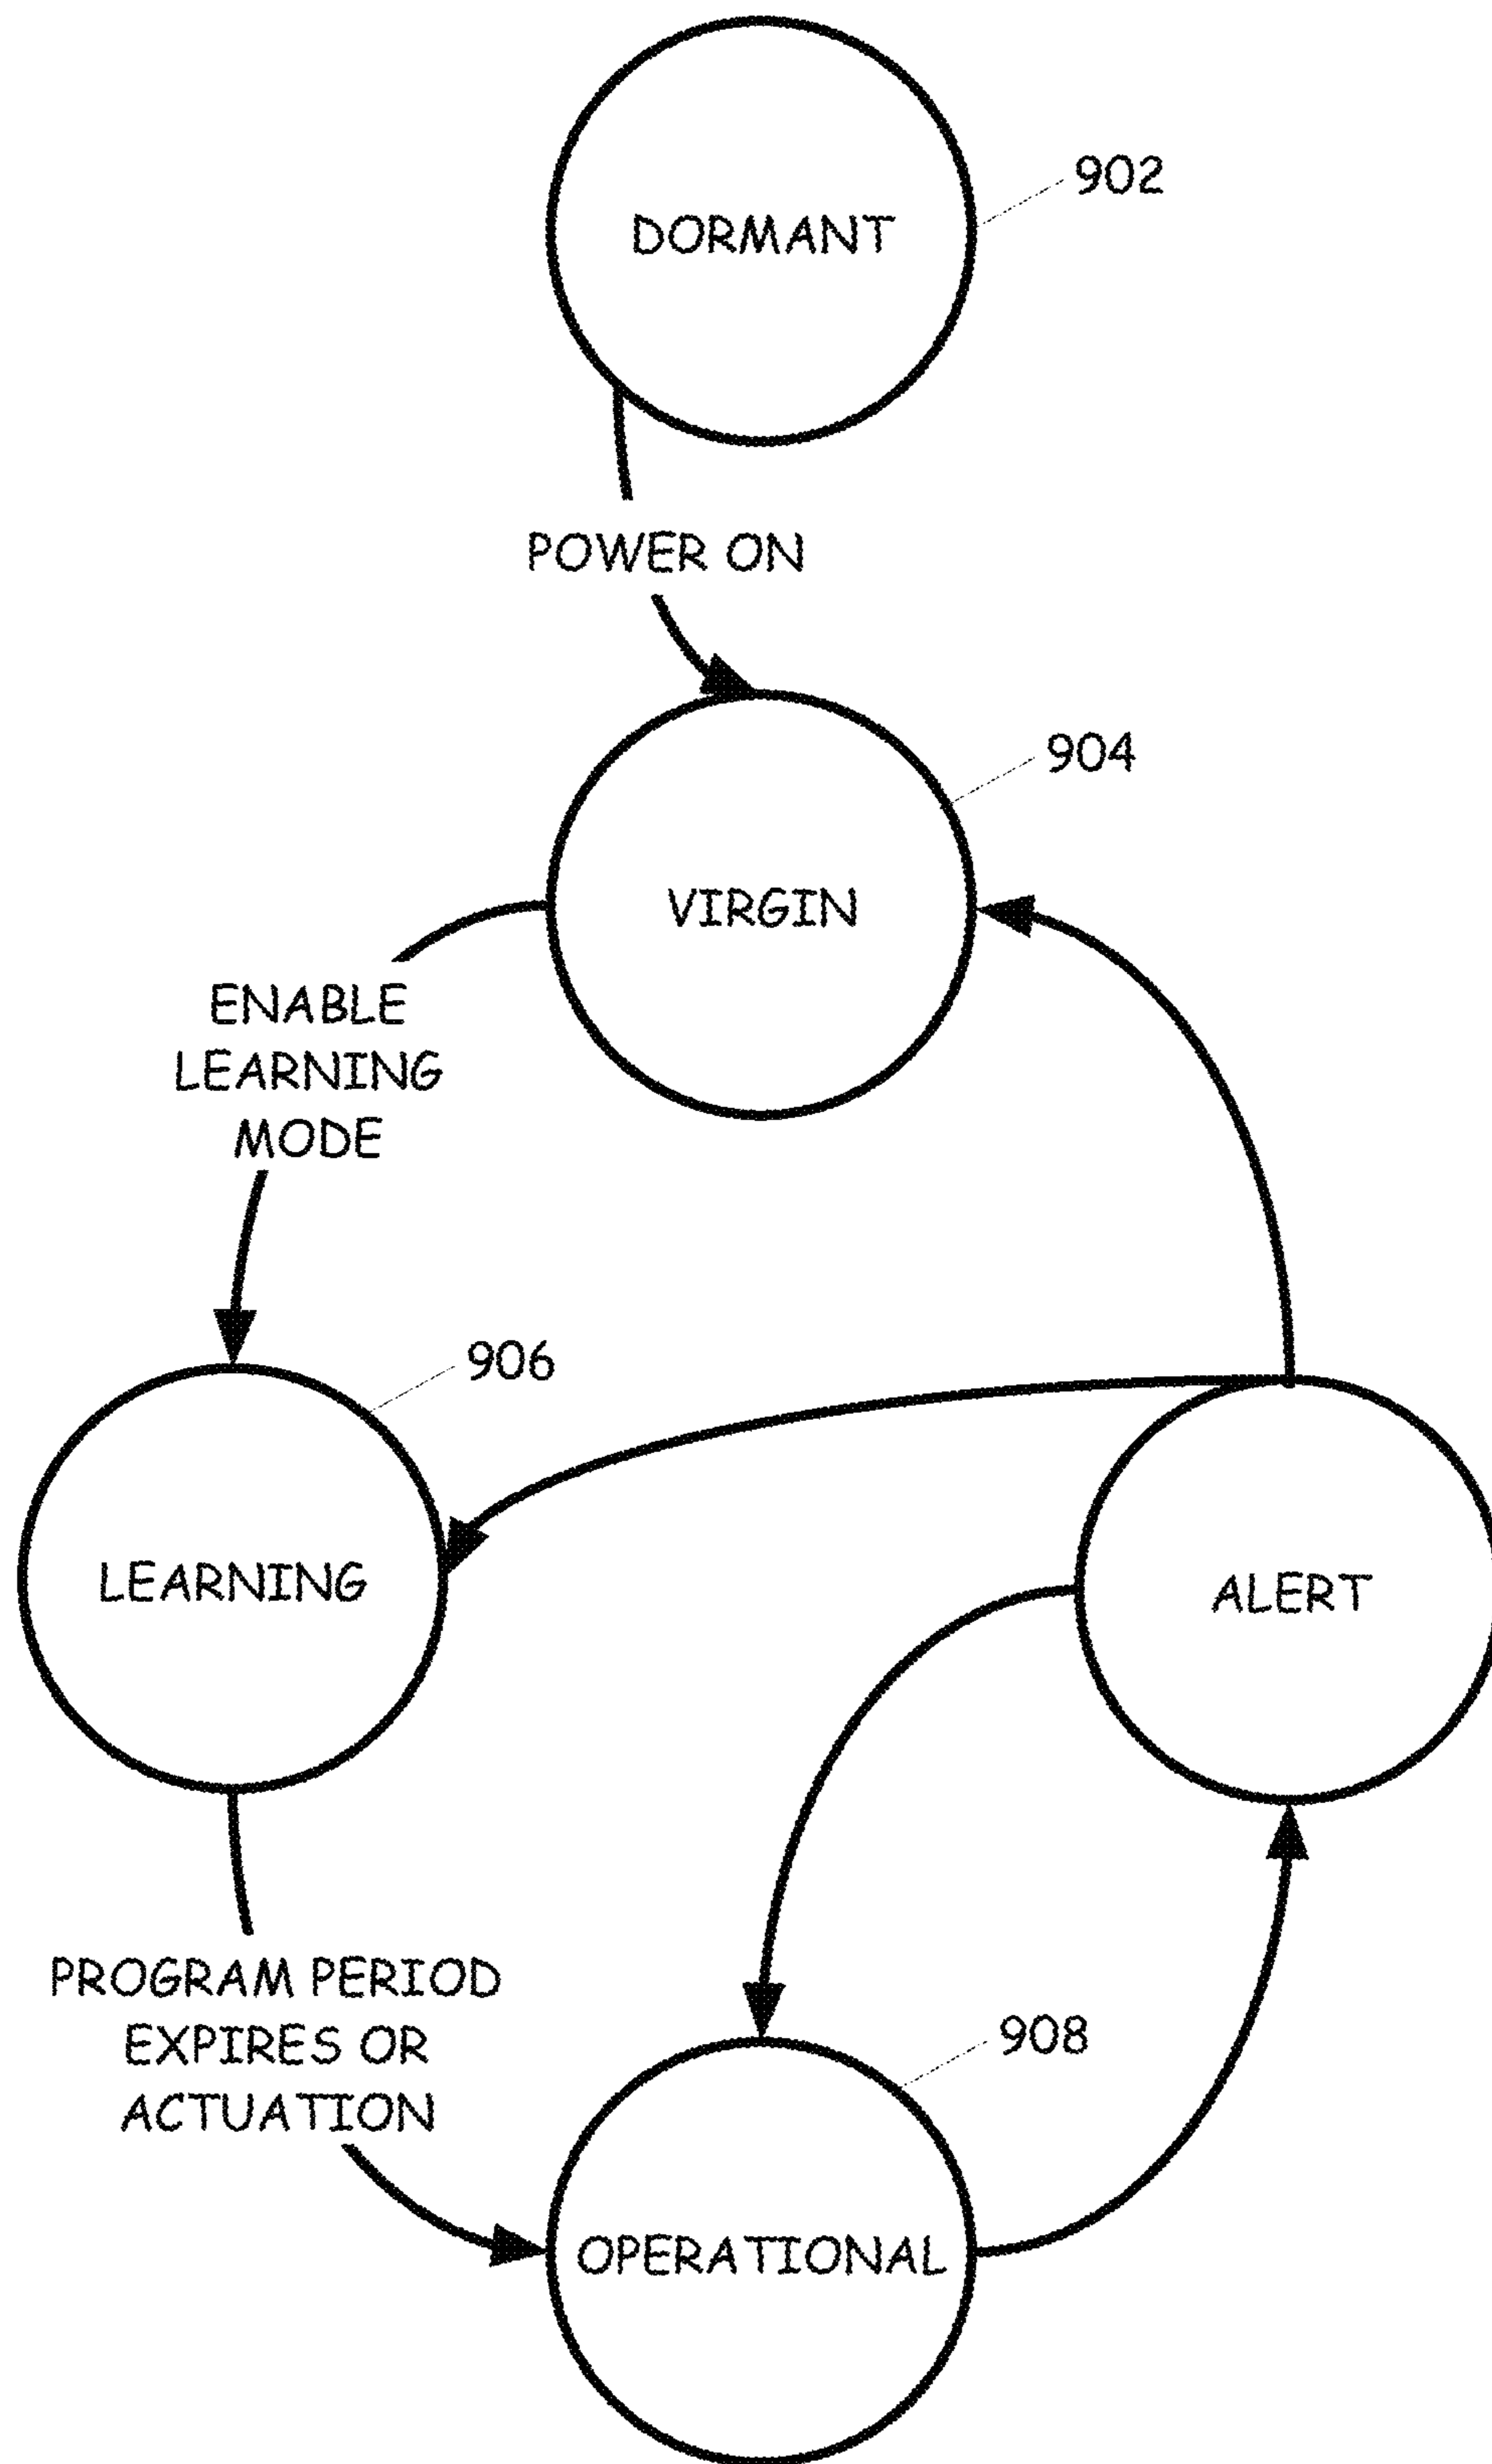 DORMANT
902
POWER ON
904
VIRGIN
ENABLE
LEARNING
MODE
906
LEARNING
ALERT
PROGRAM PERIOD
EXPIRES OR
ACTUATION
908
OPERATIONAL